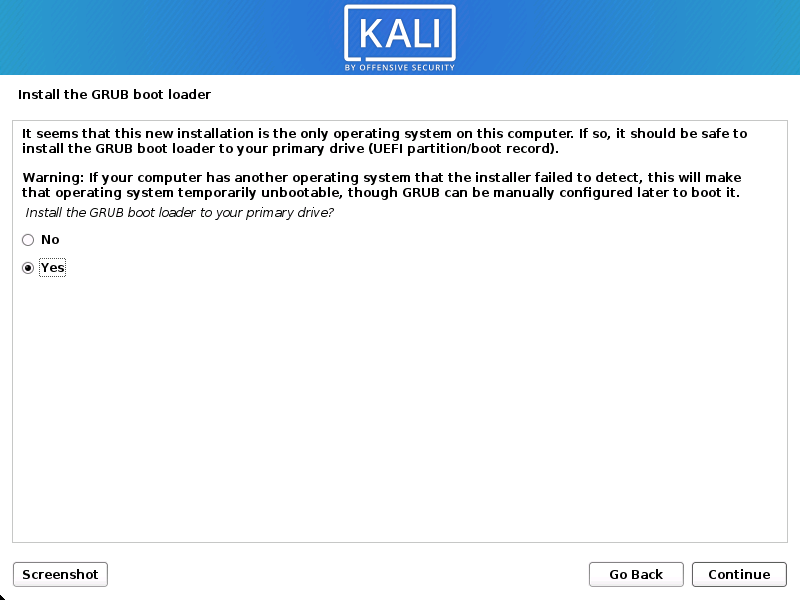 KALI
BY OFFENSIVE SECURITY
Install the GRUB boot loader
It seems that this new installation is the only operating system on this computer. If so, it should be safe to
install the GRUB boot loader to your primary drive (UEFI partition/boot record).
Warning: If your computer has another operating system that the installer failed to detect, this will make
that operating system temporarily unbootable, though GRUB can be manually configured later to boot it.
Install the GRUB boot loader to your primary drive?
No
Yes
Screenshot
Go Back
Continue